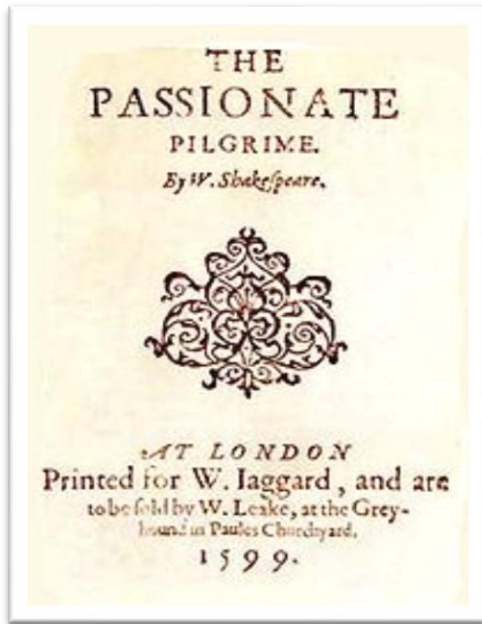 THE
PASSIONATE
PILGRIME.
By W. Shakeſpeare.
AT LONDON
Printed for W. Iaggard, and are
to be ſold by W. Leake, at the Grey-
hound in Paules Churchyard.
1599.